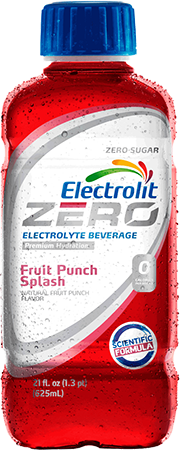 ZERO SUGAR
Electrolit
ZERO
ELECTROLYTE BEVERAGE
Premium Hydration
Fruit Punch
Splash
NATURAL FRUIT PUNCH
FLAVOR
0
SCIENTIFIC
FORMULA
21 fl. oz (1.3 pt)
(625mL)